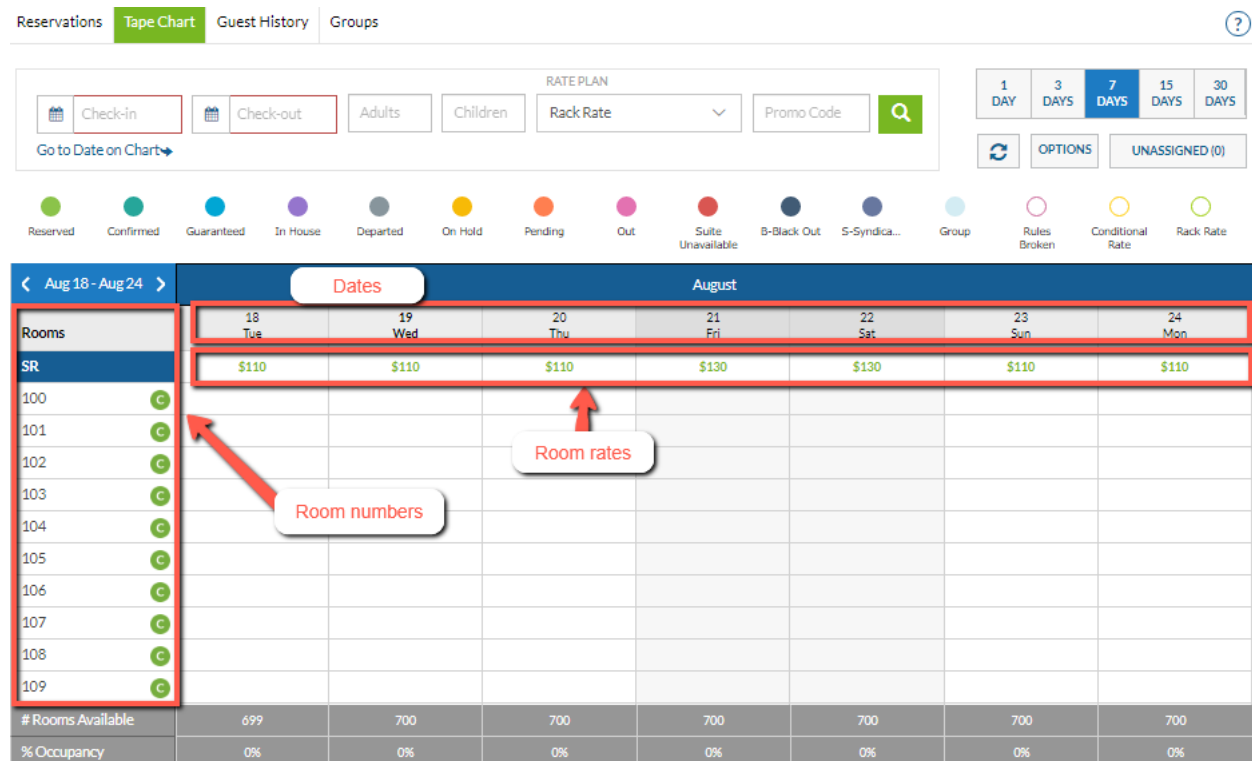 Reservations Tape Chart Guest History Groups ?
RATE PLAN
Check-in Check-out Adults Children Rack Rate Promo Code
Go to Date on Chart
1 DAY 3 DAYS 7 DAYS 15 DAYS 30 DAYS
OPTIONS UNASSIGNED (0)
Reserved Confirmed Guaranteed In House Departed On Hold Pending Out Suite Unavailable B-Black Out S-Syndica... Group Rules Broken Conditional Rate Rack Rate
Aug 18 - Aug 24 Dates August
Rooms
18 Tue 19 Wed 20 Thu 21 Fri 22 Sat 23 Sun 24 Mon
SR $110 $110 $110 $130 $130 $110 $110
100 C
101 C
102 C
Room rates
103 C
Room numbers
104 C
105 C
106 C
107 C
108 C
109 C
# Rooms Available 699 700 700 700 700 700 700
% Occupancy 0% 0% 0% 0% 0% 0% 0%